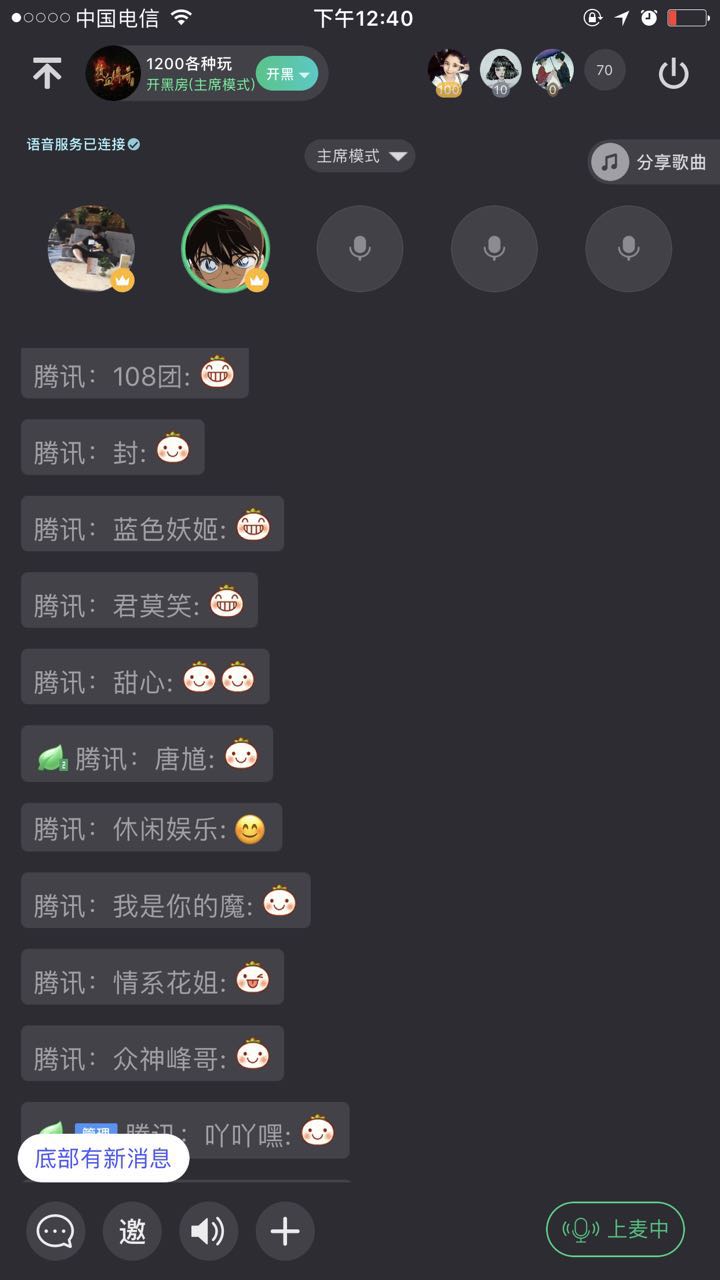 中国电信
下午12:40
1200各种玩
开黑房(主席模式)
开黑
100
10
0
70
语音服务已连接
主席模式
分享歌曲
腾讯：108团:
腾讯：封:
腾讯：蓝色妖姬:
腾讯：君莫笑:
腾讯：甜心:
2 腾讯：唐馗:
腾讯：休闲娱乐:
腾讯：我是你的魔:
腾讯：情系花姐:
腾讯：众神峰哥:
管理 腾讯：吖吖嘿:
底部有新消息
邀
上麦中